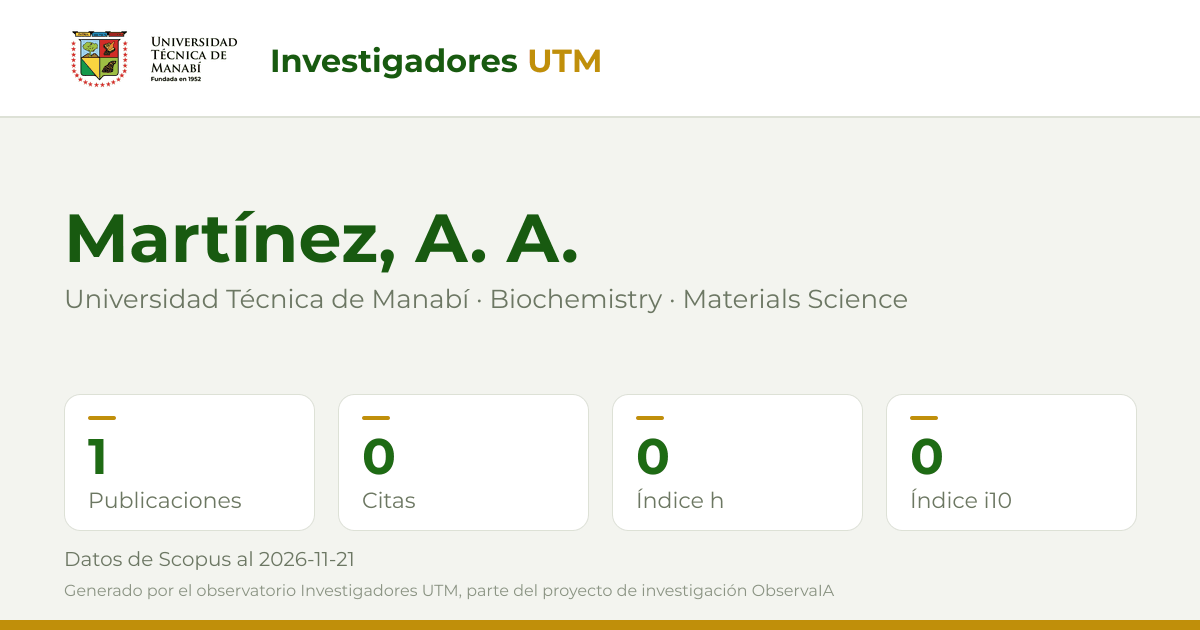 UNIVERSIDAD
TÉCNICA DE
MANABÍ
Fundada en 1952
Investigadores UTM
Martínez, A. A.
Universidad Técnica de Manabí · Biochemistry · Materials Science
1
Publicaciones
0
Citas
0
Índice h
0
Índice i10
Datos de Scopus al 2026-11-21
Generado por el observatorio Investigadores UTM, parte del proyecto de investigación ObservaIA